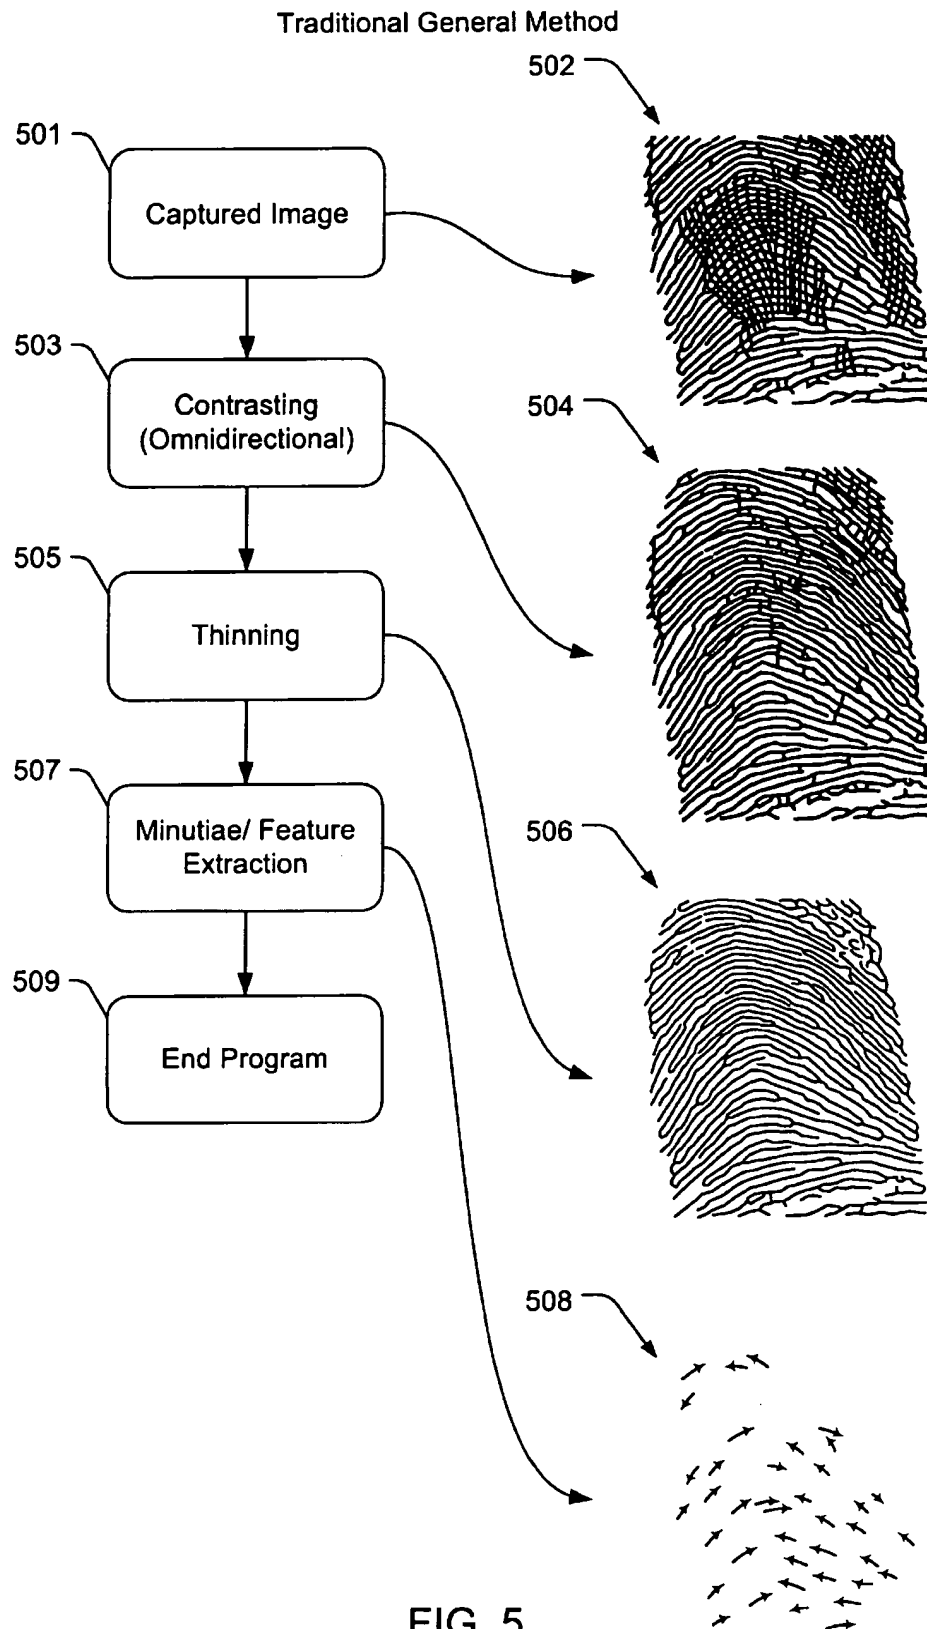 Traditional General Method
502
501
Captured Image
503
Contrasting
(Omnidirectional)
504
505
Thinning
507
Minutiae/ Feature
Extraction
506
509
End Program
508
FIG. 5